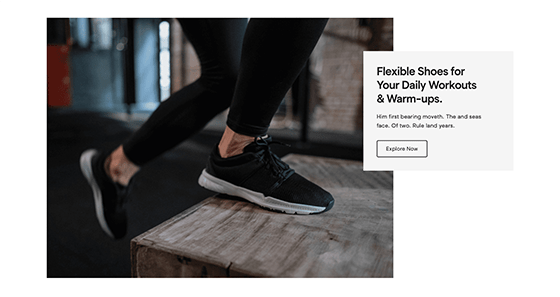 Flexible Shoes for
Your Daily Workouts
& Warm-ups.
Him first bearing moveth. The and sees
face. Of two. Rule land years.
Explore Now